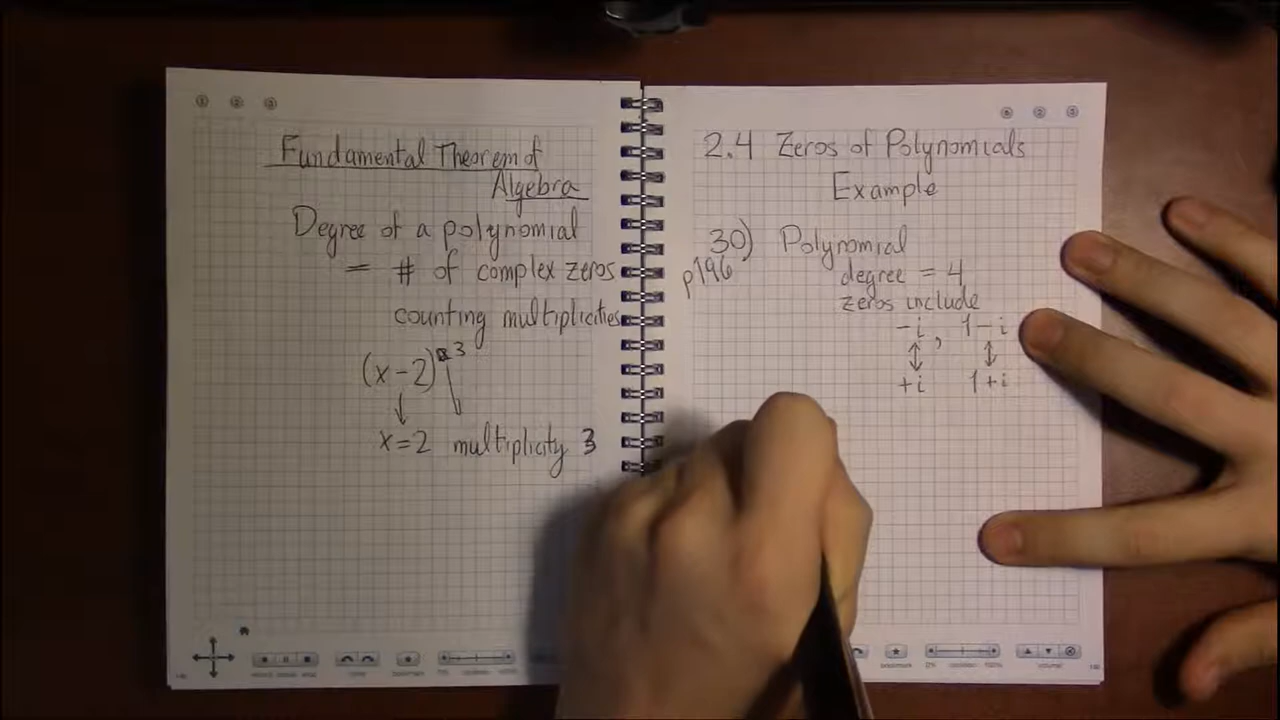 Fundamental Theorem of
Algebra
Degree of a polynomial
= # of complex zeros
counting multiplicities
(x-2)³
x=2 multiplicity 3
2.4 Zeros of Polynomials
Example
30) Polynomial
p196
degree = 4
zeros include
-i, 1-i
+i 1+i